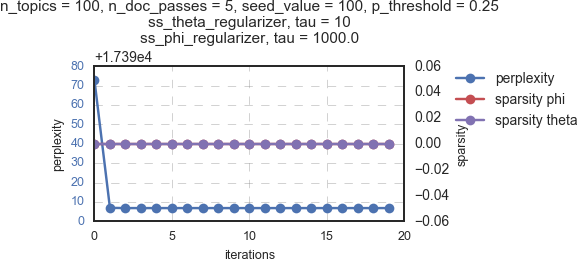 n_topics = 100, n_doc_passes = 5, seed_value = 100, p_threshold = 0.25
ss_theta_regularizer, tau = 10
ss_phi_regularizer, tau = 1000.0
+1.739e4
80
70
60
50
40
30
20
10
0
perplexity
0.06
0.04
0.02
0.00
−0.02
−0.04
−0.06
sparsity
perplexity
sparsity phi
sparsity theta
0
5
10
15
20
iterations